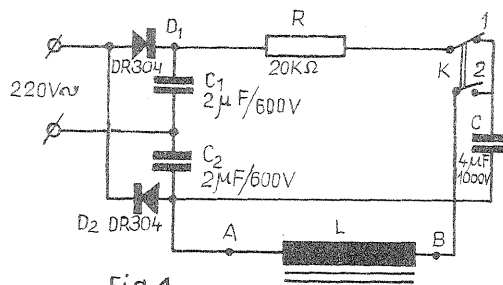 D1
R
1
DR304
20KΩ
K
2
220V~
C1
2μF/600V
C
4μF
1000V
C2
2μF/600V
D2 DR304
A
L
B
Fig.1